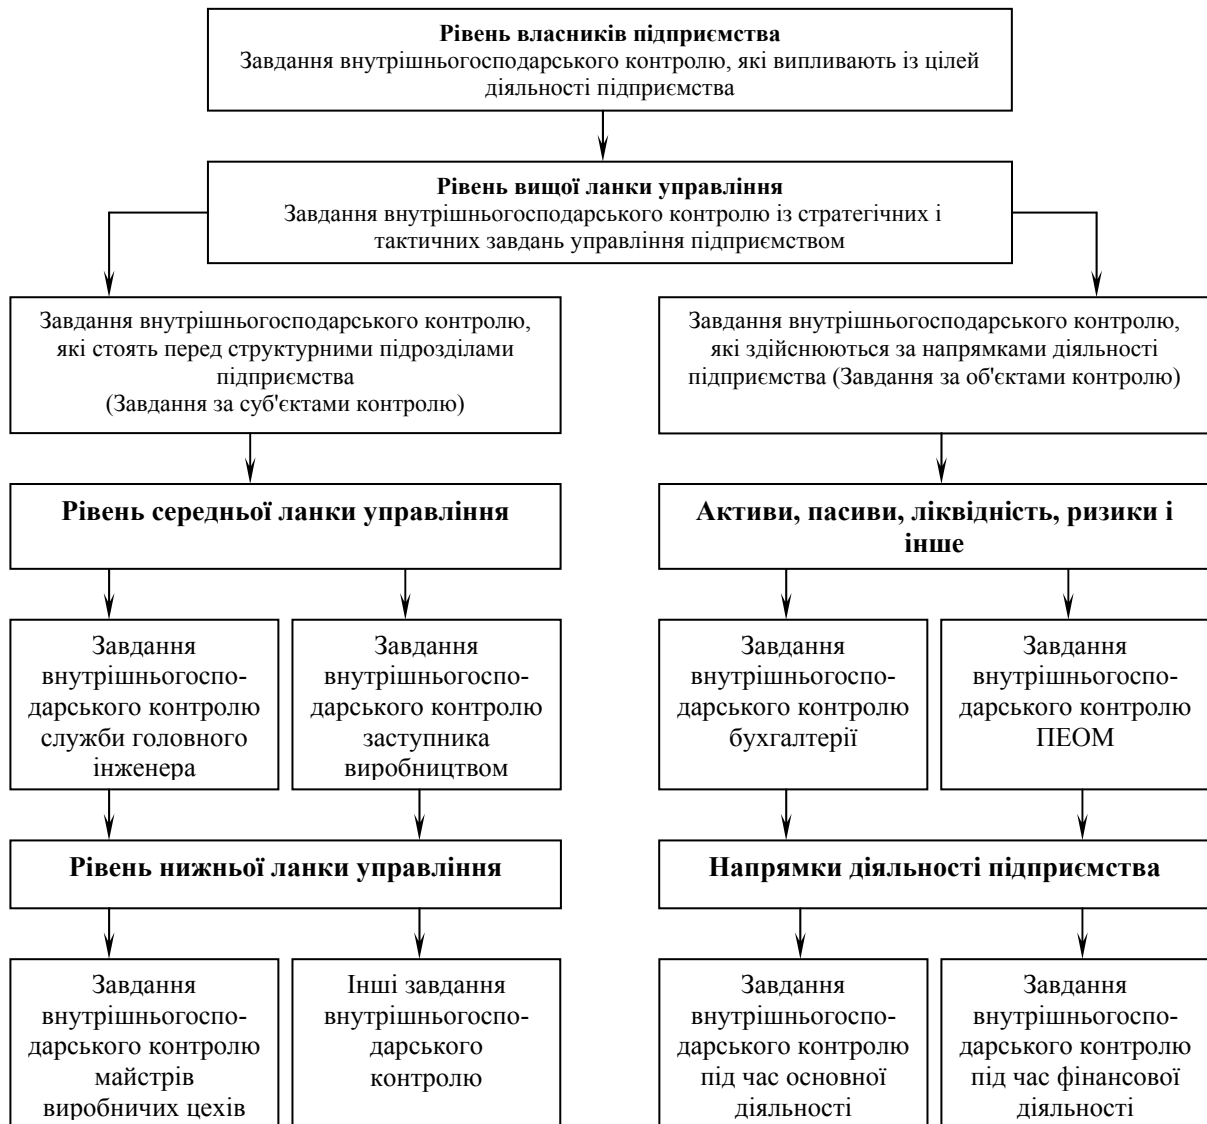 Рівень власників підприємства
Завдання внутрішньогосподарського контролю, які випливають із цілей
діяльності підприємства
Рівень вищої ланки управління
Завдання внутрішньогосподарського контролю із стратегічних і
тактичних завдань управління підприємством
Завдання внутрішньогосподарського контролю,
які стоять перед структурними підрозділами
підприємства
(Завдання за суб'єктами контролю)
Завдання внутрішньогосподарського контролю,
які здійснюються за напрямками діяльності
підприємства (Завдання за об'єктами контролю)
Рівень середньої ланки управління
Активи, пасиви, ліквідність, ризики і
інше
Завдання
внутрішньогоспо-
дарського контролю
служби головного
інженера
Завдання
внутрішньогоспо-
дарського контролю
заступника
виробництвом
Завдання
внутрішньогоспо-
дарського контролю
бухгалтерії
Завдання
внутрішньогоспо-
дарського контролю
ПЕОМ
Рівень нижньої ланки управління
Напрямки діяльності підприємства
Завдання
внутрішньогоспо-
дарського контролю
майстрів
виробничих цехів
Інші завдання
внутрішньогоспо-
дарського
контролю
Завдання
внутрішньогоспо-
дарського контролю
під час основної
діяльності
Завдання
внутрішньогоспо-
дарського контролю
під час фінансової
діяльності